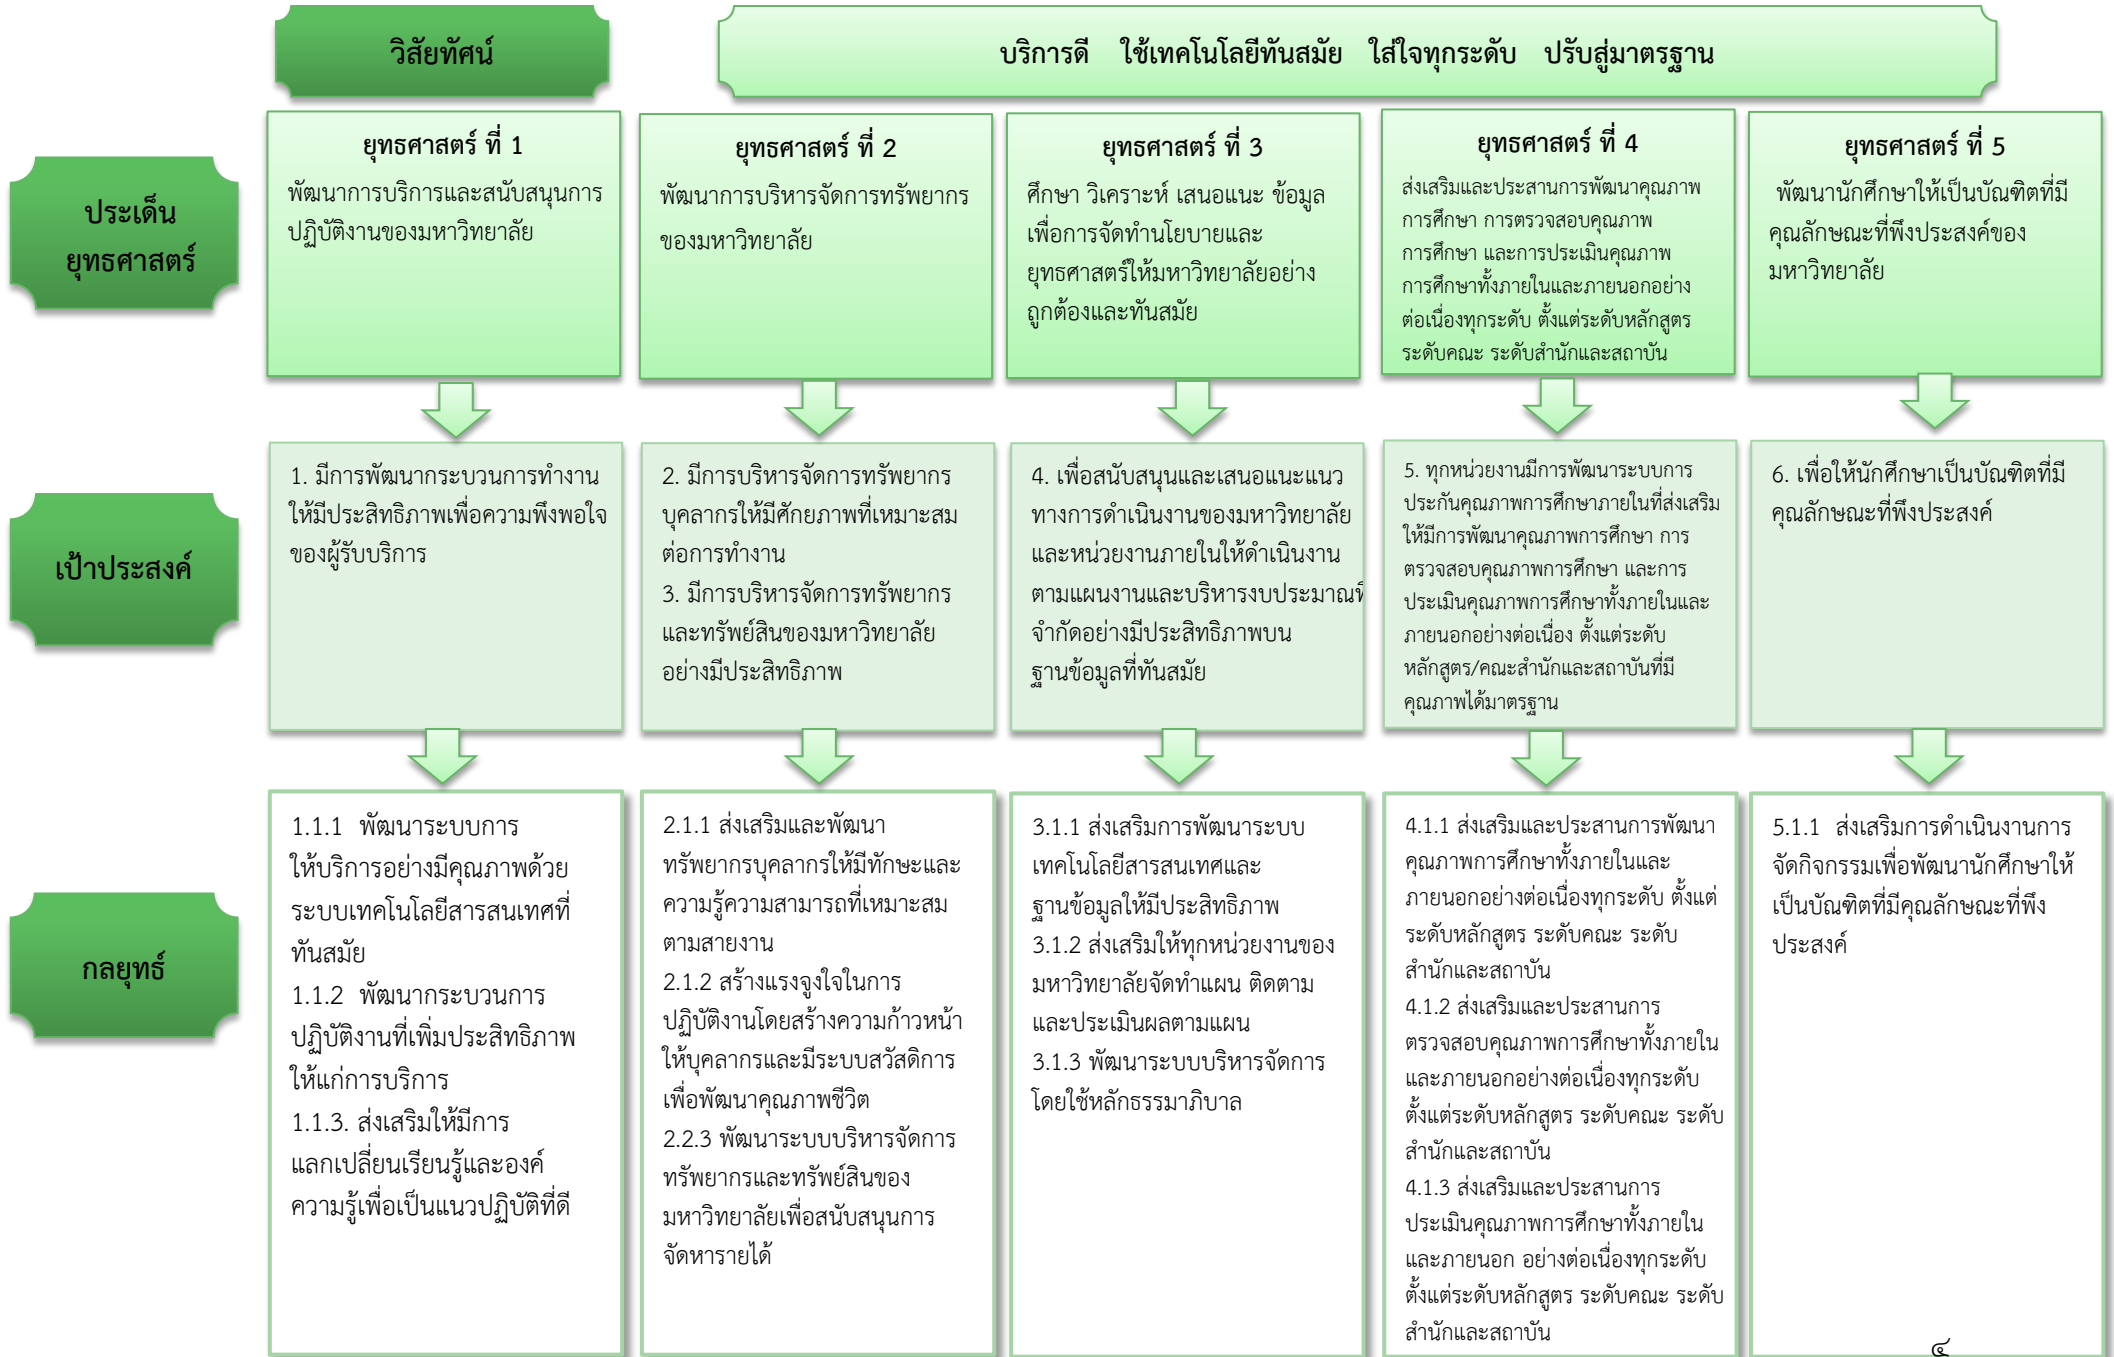 วิสัยทัศน์
บริการดี ใช้เทคโนโลยีทันสมัย ใส่ใจทุกระดับ ปรับสู่มาตรฐาน
ประเด็น
ยุทธศาสตร์
ยุทธศาสตร์ ที่ 1
พัฒนาการบริการและสนับสนุนการ
ปฏิบัติงานของมหาวิทยาลัย
ยุทธศาสตร์ ที่ 2
พัฒนาการบริหารจัดการทรัพยากร
ของมหาวิทยาลัย
ยุทธศาสตร์ ที่ 3
ศึกษา วิเคราะห์ เสนอแนะ ข้อมูล
เพื่อการจัดทำนโยบายและ
ยุทธศาสตร์ให้มหาวิทยาลัยอย่าง
ถูกต้องและทันสมัย
ยุทธศาสตร์ ที่ 4
ส่งเสริมและประสานการพัฒนาคุณภาพ
การศึกษา การตรวจสอบคุณภาพ
การศึกษา และการประเมินคุณภาพ
การศึกษาทั้งภายในและภายนอกอย่าง
ต่อเนื่องทุกระดับ ตั้งแต่ระดับหลักสูตร
ระดับคณะ ระดับสำนักและสถาบัน
ยุทธศาสตร์ ที่ 5
พัฒนานักศึกษาให้เป็นบัณฑิตที่มี
คุณลักษณะที่พึงประสงค์ของ
มหาวิทยาลัย
เป้าประสงค์
1. มีการพัฒนากระบวนการทำงาน
ให้มีประสิทธิภาพเพื่อความพึงพอใจ
ของผู้รับบริการ
2. มีการบริหารจัดการทรัพยากร
บุคลากรให้มีศักยภาพที่เหมาะสม
ต่อการทำงาน
3. มีการบริหารจัดการทรัพยากร
และทรัพย์สินของมหาวิทยาลัย
อย่างมีประสิทธิภาพ
4. เพื่อสนับสนุนและเสนอแนะแนว
ทางการดำเนินงานของมหาวิทยาลัย
และหน่วยงานภายในให้ดำเนินงาน
ตามแผนงานและบริหารงบประมาณที่
จำกัดอย่างมีประสิทธิภาพบน
ฐานข้อมูลที่ทันสมัย
5. ทุกหน่วยงานมีการพัฒนาระบบการ
ประกันคุณภาพการศึกษาภายในที่ส่งเสริม
ให้มีการพัฒนาคุณภาพการศึกษา การ
ตรวจสอบคุณภาพการศึกษา และการ
ประเมินคุณภาพการศึกษาทั้งภายในและ
ภายนอกอย่างต่อเนื่อง ตั้งแต่ระดับ
หลักสูตร/คณะสำนักและสถาบันที่มี
คุณภาพได้มาตรฐาน
6. เพื่อให้นักศึกษาเป็นบัณฑิตที่มี
คุณลักษณะที่พึงประสงค์
กลยุทธ์
1.1.1 พัฒนาระบบการ
ให้บริการอย่างมีคุณภาพด้วย
ระบบเทคโนโลยีสารสนเทศที่
ทันสมัย
1.1.2 พัฒนากระบวนการ
ปฏิบัติงานที่เพิ่มประสิทธิภาพ
ให้แก่การบริการ
1.1.3. ส่งเสริมให้มีการ
แลกเปลี่ยนเรียนรู้และองค์
ความรู้เพื่อเป็นแนวปฏิบัติที่ดี
2.1.1 ส่งเสริมและพัฒนา
ทรัพยากรบุคลากรให้มีทักษะและ
ความรู้ความสามารถที่เหมาะสม
ตามสายงาน
2.1.2 สร้างแรงจูงใจในการ
ปฏิบัติงานโดยสร้างความก้าวหน้า
ให้บุคลากรและมีระบบสวัสดิการ
เพื่อพัฒนาคุณภาพชีวิต
2.2.3 พัฒนาระบบบริหารจัดการ
ทรัพยากรและทรัพย์สินของ
มหาวิทยาลัยเพื่อสนับสนุนการ
จัดหารายได้
3.1.1 ส่งเสริมการพัฒนาระบบ
เทคโนโลยีสารสนเทศและ
ฐานข้อมูลให้มีประสิทธิภาพ
3.1.2 ส่งเสริมให้ทุกหน่วยงานของ
มหาวิทยาลัยจัดทำแผน ติดตาม
และประเมินผลตามแผน
3.1.3 พัฒนาระบบบริหารจัดการ
โดยใช้หลักธรรมาภิบาล
4.1.1 ส่งเสริมและประสานการพัฒนา
คุณภาพการศึกษาทั้งภายในและ
ภายนอกอย่างต่อเนื่องทุกระดับ ตั้งแต่
ระดับหลักสูตร ระดับคณะ ระดับ
สำนักและสถาบัน
4.1.2 ส่งเสริมและประสานการ
ตรวจสอบคุณภาพการศึกษาทั้งภายใน
และภายนอกอย่างต่อเนื่องทุกระดับ
ตั้งแต่ระดับหลักสูตร ระดับคณะ ระดับ
สำนักและสถาบัน
4.1.3 ส่งเสริมและประสานการ
ประเมินคุณภาพการศึกษาทั้งภายใน
และภายนอก อย่างต่อเนื่องทุกระดับ
ตั้งแต่ระดับหลักสูตร ระดับคณะ ระดับ
สำนักและสถาบัน
5.1.1 ส่งเสริมการดำเนินงานการ
จัดกิจกรรมเพื่อพัฒนานักศึกษาให้
เป็นบัณฑิตที่มีคุณลักษณะที่พึง
ประสงค์